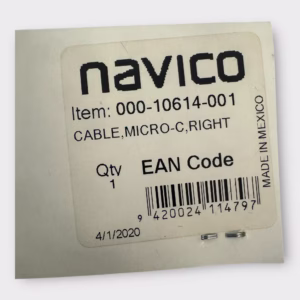 navico
Item: 000-10614-001
CABLE,MICRO-C,RIGHT
Qty EAN Code
1
9 420024 114797
4/1/2020
MADE IN MEXICO